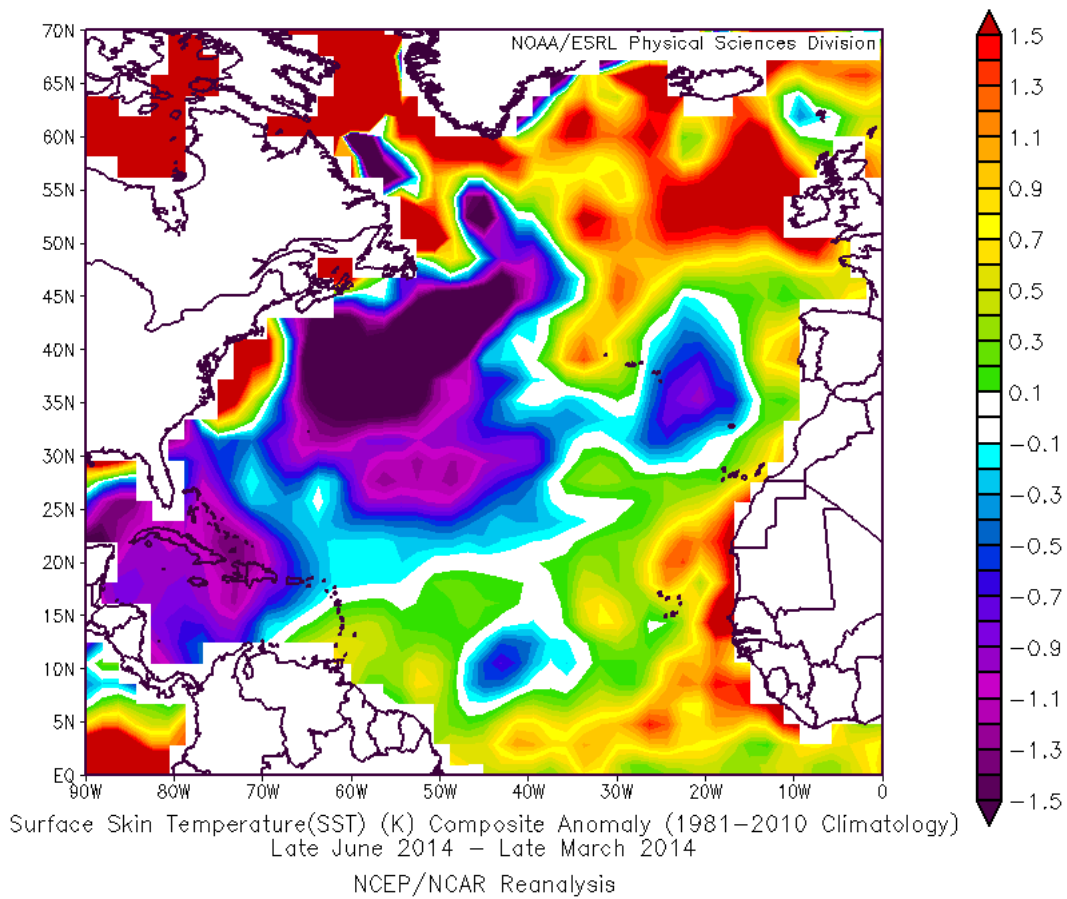 70N
NOAA/ESRL Physical Sciences Division
65N
60N
55N
50N
45N
40N
35N
30N
25N
20N
15N
10N
5N
EQ
90W 80W 70W 60W 50W 40W 30W 20W 10W 0
1.5
1.3
1.1
0.9
0.7
0.5
0.3
0.1
−0.1
−0.3
−0.5
−0.7
−0.9
−1.1
−1.3
−1.5
Surface Skin Temperature(SST) (K) Composite Anomaly (1981−2010 Climatology)
Late June 2014 − Late March 2014
NCEP/NCAR Reanalysis